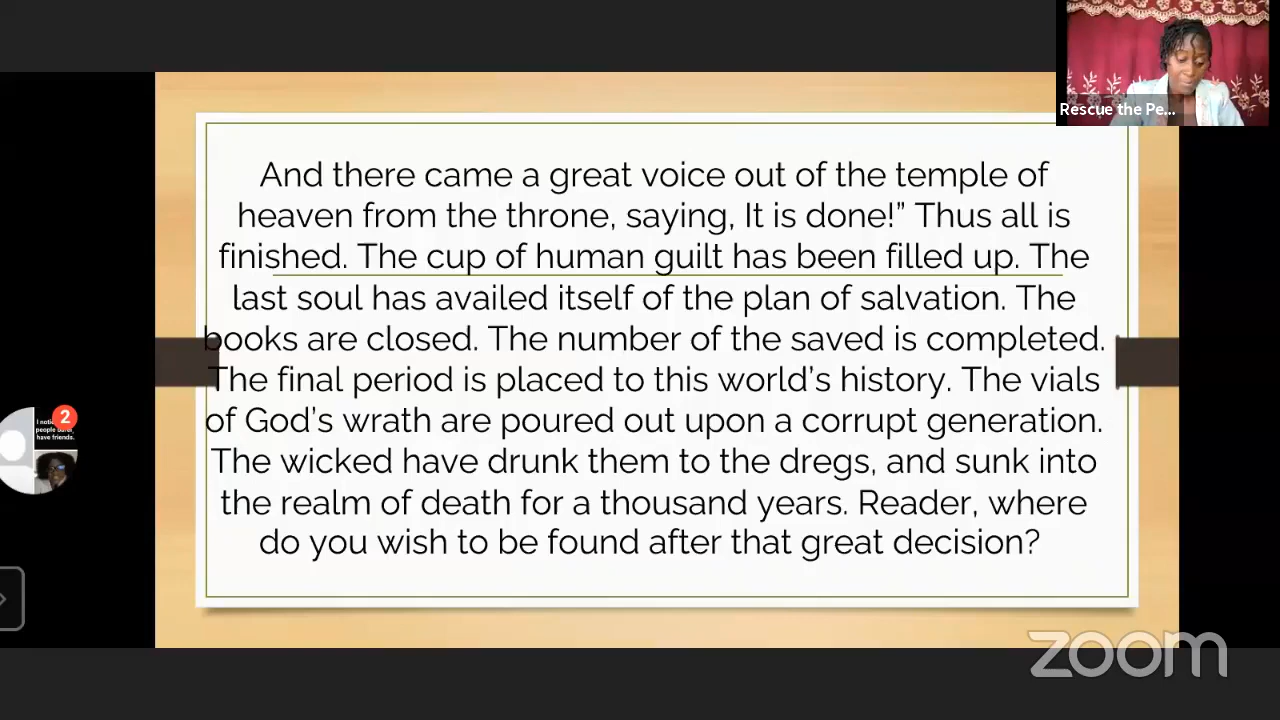 Rescue the Pe...
And there came a great voice out of the temple of
heaven from the throne, saying, It is done!” Thus all is
finished. The cup of human guilt has been filled up. The
last soul has availed itself of the plan of salvation. The
books are closed. The number of the saved is completed.
The final period is placed to this world’s history. The vials
of God’s wrath are poured out upon a corrupt generation.
The wicked have drunk them to the dregs, and sunk into
the realm of death for a thousand years. Reader, where
do you wish to be found after that great decision?
2
people
have friends.
zoom